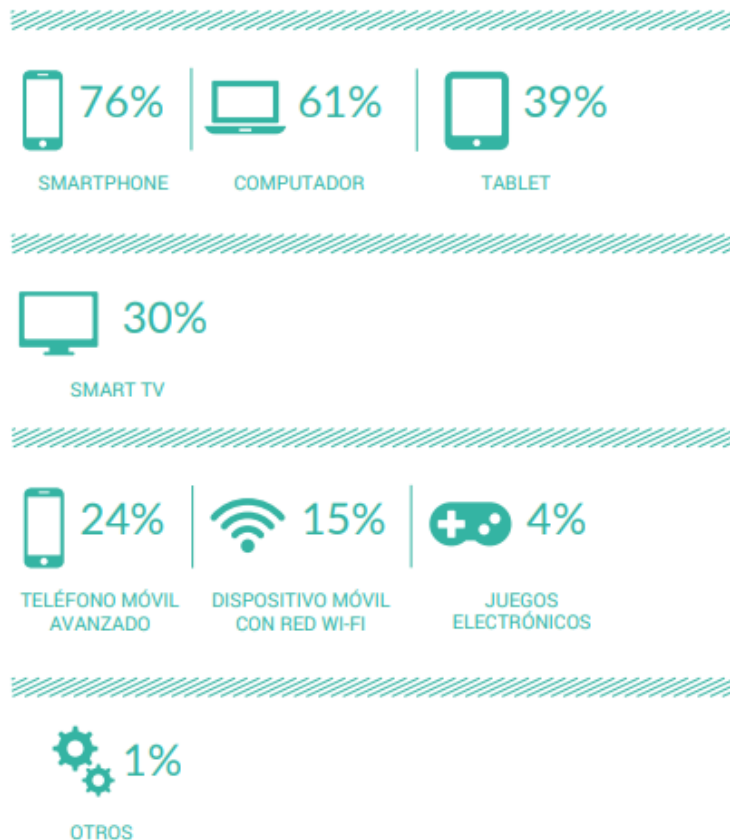 76% 61% 39%
SMARTPHONE COMPUTADOR TABLET
30%
SMART TV
24% 15% 4%
TELÉFONO MÓVIL DISPOSITIVO MÓVIL JUEGOS
AVANZADO CON RED WI-FI ELECTRÓNICOS
1%
OTROS